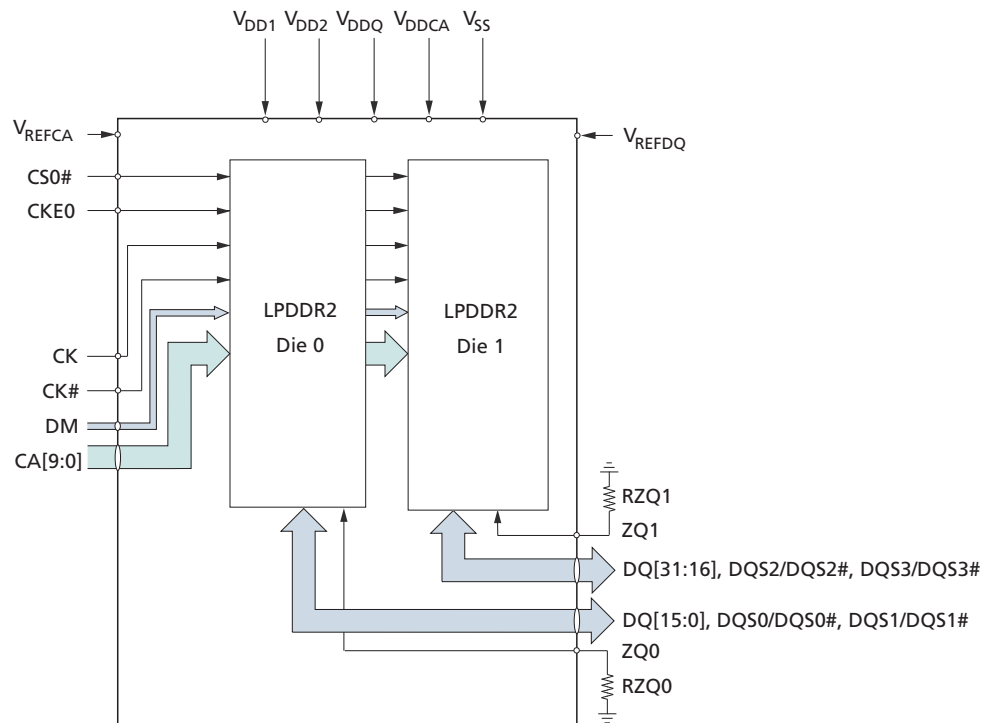 VDD1 VDD2 VDDQ VDDCA VSS
VREFCA
VREFDQ
CS0#
CKE0
LPDDR2
Die 0
LPDDR2
Die 1
CK
CK#
DM
CA[9:0]
RZQ1
ZQ1
DQ[31:16], DQS2/DQS2#, DQS3/DQS3#
DQ[15:0], DQS0/DQS0#, DQS1/DQS1#
ZQ0
RZQ0